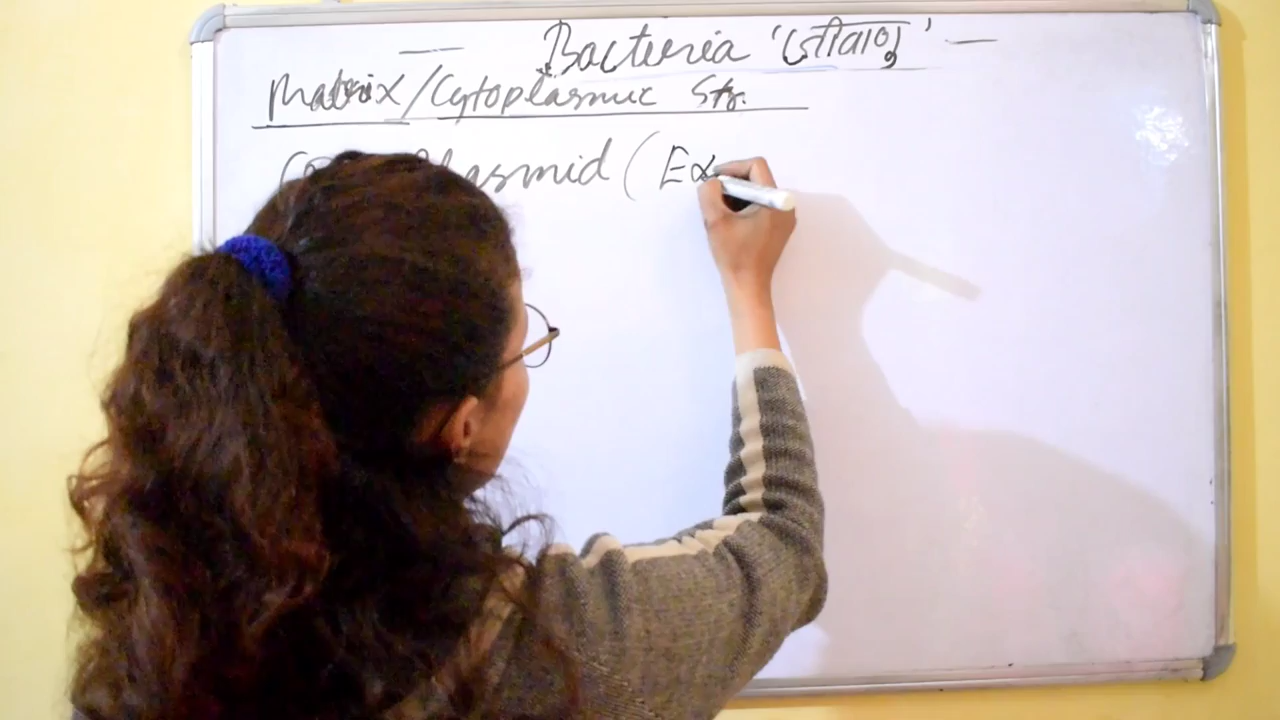 Bacteria 'जीवाणु'
Matrix/Cytoplasmic Str.
Plasmid (Ex